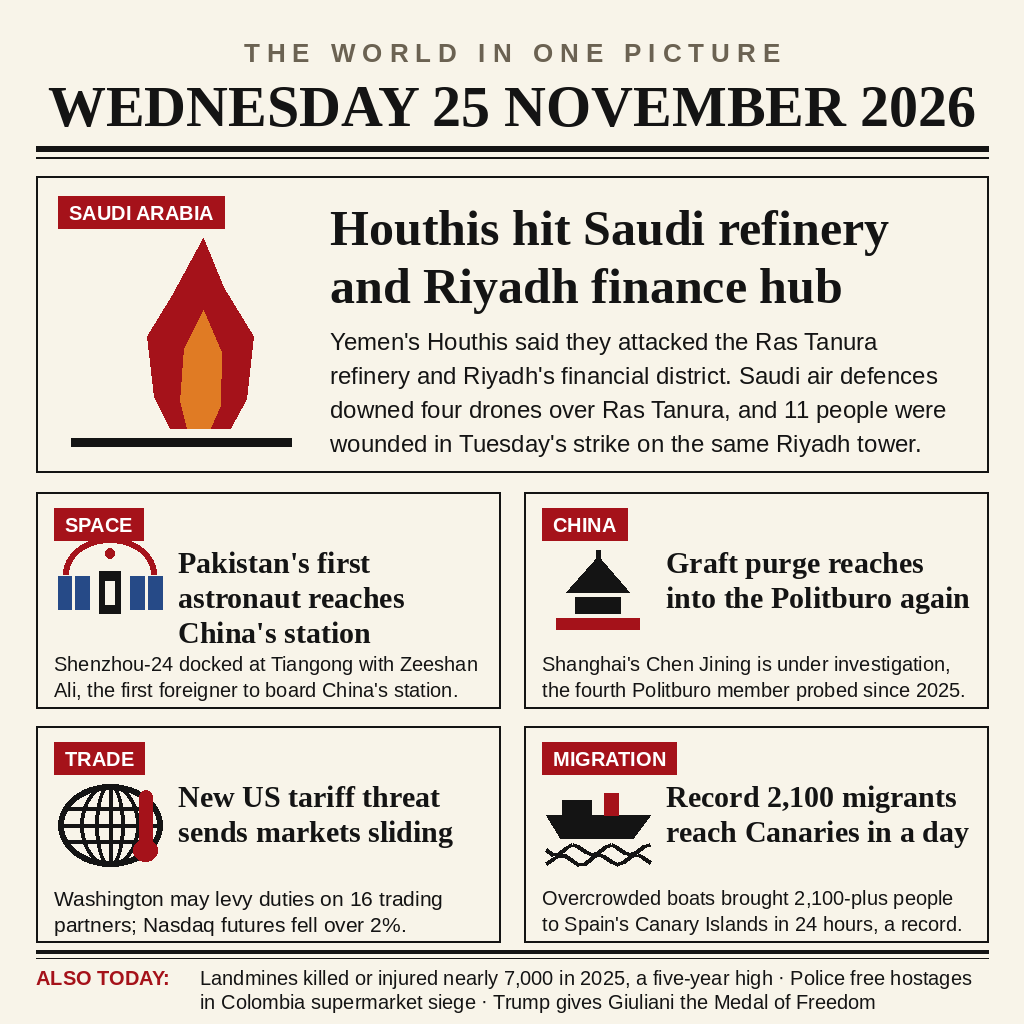 THE WORLD IN ONE PICTURE
WEDNESDAY 25 NOVEMBER 2026
SAUDI ARABIA
Houthis hit Saudi refinery
and Riyadh finance hub
Yemen's Houthis said they attacked the Ras Tanura
refinery and Riyadh's financial district. Saudi air defences
downed four drones over Ras Tanura, and 11 people were
wounded in Tuesday's strike on the same Riyadh tower.
SPACE
Pakistan's first
astronaut reaches
China's station
Shenzhou-24 docked at Tiangong with Zeeshan
Ali, the first foreigner to board China's station.
CHINA
Graft purge reaches
into the Politburo again
Shanghai's Chen Jining is under investigation,
the fourth Politburo member probed since 2025.
TRADE
New US tariff threat
sends markets sliding
Washington may levy duties on 16 trading
partners; Nasdaq futures fell over 2%.
MIGRATION
Record 2,100 migrants
reach Canaries in a day
Overcrowded boats brought 2,100-plus people
to Spain's Canary Islands in 24 hours, a record.
ALSO TODAY: Landmines killed or injured nearly 7,000 in 2025, a five-year high · Police free hostages
in Colombia supermarket siege · Trump gives Giuliani the Medal of Freedom